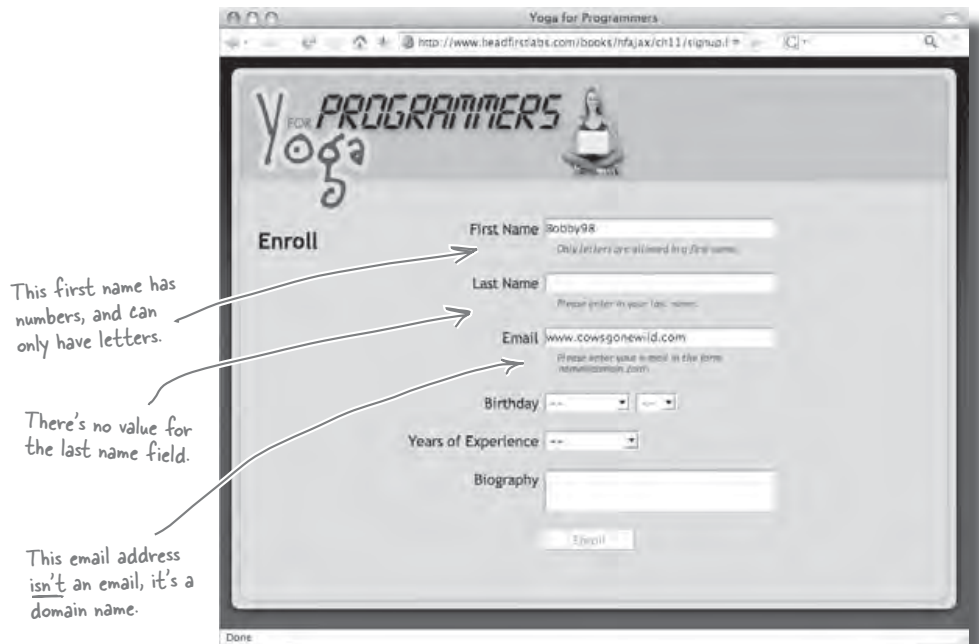 Yoga for Programmers
http://www.headfirstlabs.com/books/hfajax/ch11/signup.
Yoga FOR PROGRAMMERS
Enroll
First Name Bobby98
Only letters are allowed in a first name.
This first name has
numbers, and can
only have letters.
Last Name
Please enter in your last name.
There's no value for
the last name field.
Email www.cowsgonewild.com
Please enter your e-mail in the form
name@domain.com.
This email address
isn't an email, it's a
domain name.
Birthday -- --
Years of Experience --
Biography
Enroll
Done